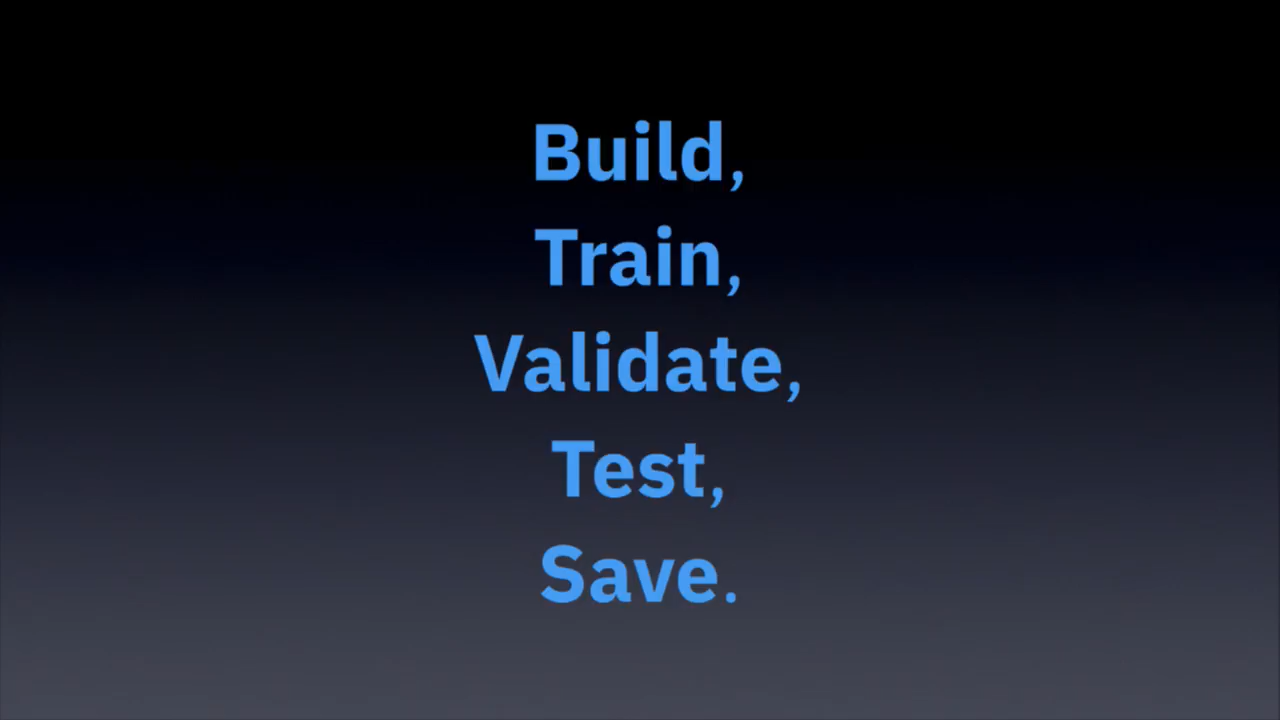 Build,
Train,
Validate,
Test,
Save.